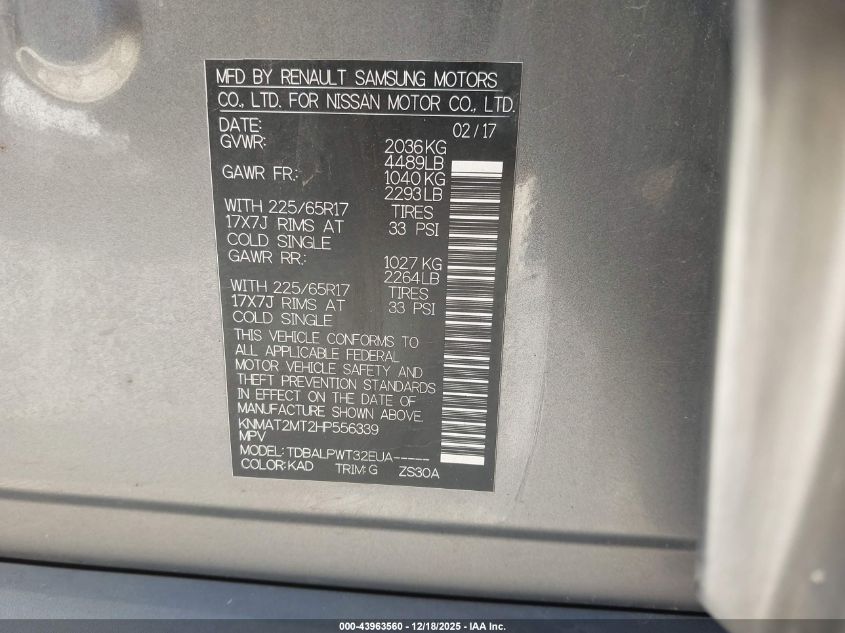 MFD BY RENAULT SAMSUNG MOTORS
CO., LTD. FOR NISSAN MOTOR CO., LTD.
DATE: 02/17
GVWR: 2036KG
4489LB
GAWR FR: 1040KG
2293LB
WITH 225/65R17 TIRES
17X7J RIMS AT 33 PSI
COLD SINGLE
GAWR RR: 1027KG
2264LB
WITH 225/65R17 TIRES
17X7J RIMS AT 33 PSI
COLD SINGLE
THIS VEHICLE CONFORMS TO
ALL APPLICABLE FEDERAL
MOTOR VEHICLE SAFETY AND
THEFT PREVENTION STANDARDS
IN EFFECT ON THE DATE OF
MANUFACTURE SHOWN ABOVE.
KNMAT2MT2HP556339
MPV
MODEL: TDBALPWT32EUA-----
COLOR: KAD TRIM: G ZS30A
000-43963560 - 12/18/2025 - IAA Inc.